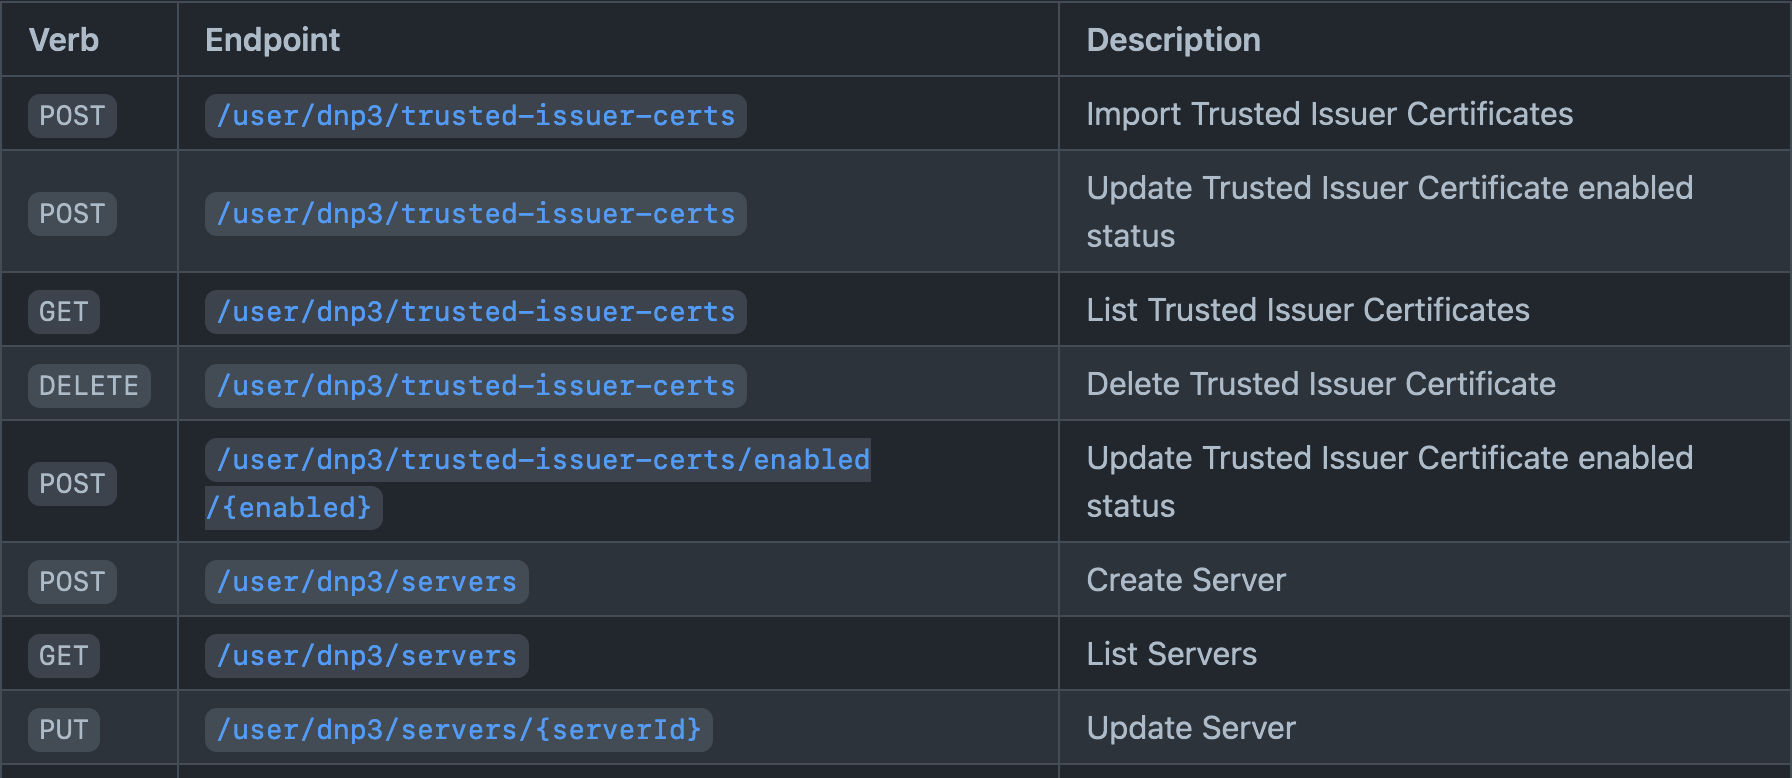 Verb Endpoint Description
POST /user/dnp3/trusted-issuer-certs Import Trusted Issuer Certificates
POST /user/dnp3/trusted-issuer-certs Update Trusted Issuer Certificate enabled
status
GET /user/dnp3/trusted-issuer-certs List Trusted Issuer Certificates
DELETE /user/dnp3/trusted-issuer-certs Delete Trusted Issuer Certificate
POST /user/dnp3/trusted-issuer-certs/enabled Update Trusted Issuer Certificate enabled
/{enabled} status
POST /user/dnp3/servers Create Server
GET /user/dnp3/servers List Servers
PUT /user/dnp3/servers/{serverId} Update Server